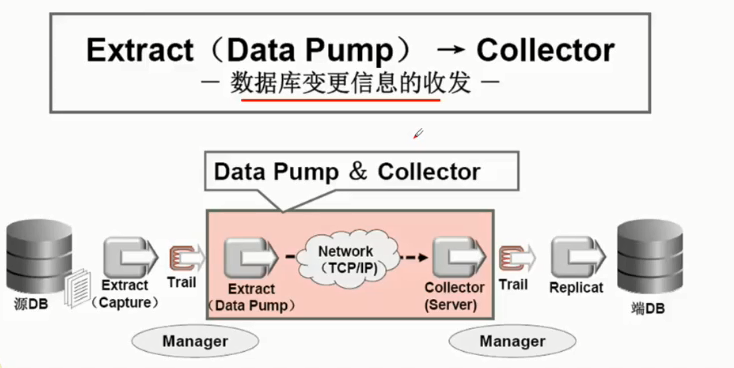 Extract（Data Pump）→ Collector
－ 数据库变更信息的收发 －
Data Pump ＆ Collector
源DB
Extract
（Capture）
Trail
Extract
（Data Pump）
Network
（TCP/IP）
Collector
(Server)
Trail
Replicat
端DB
Manager
Manager